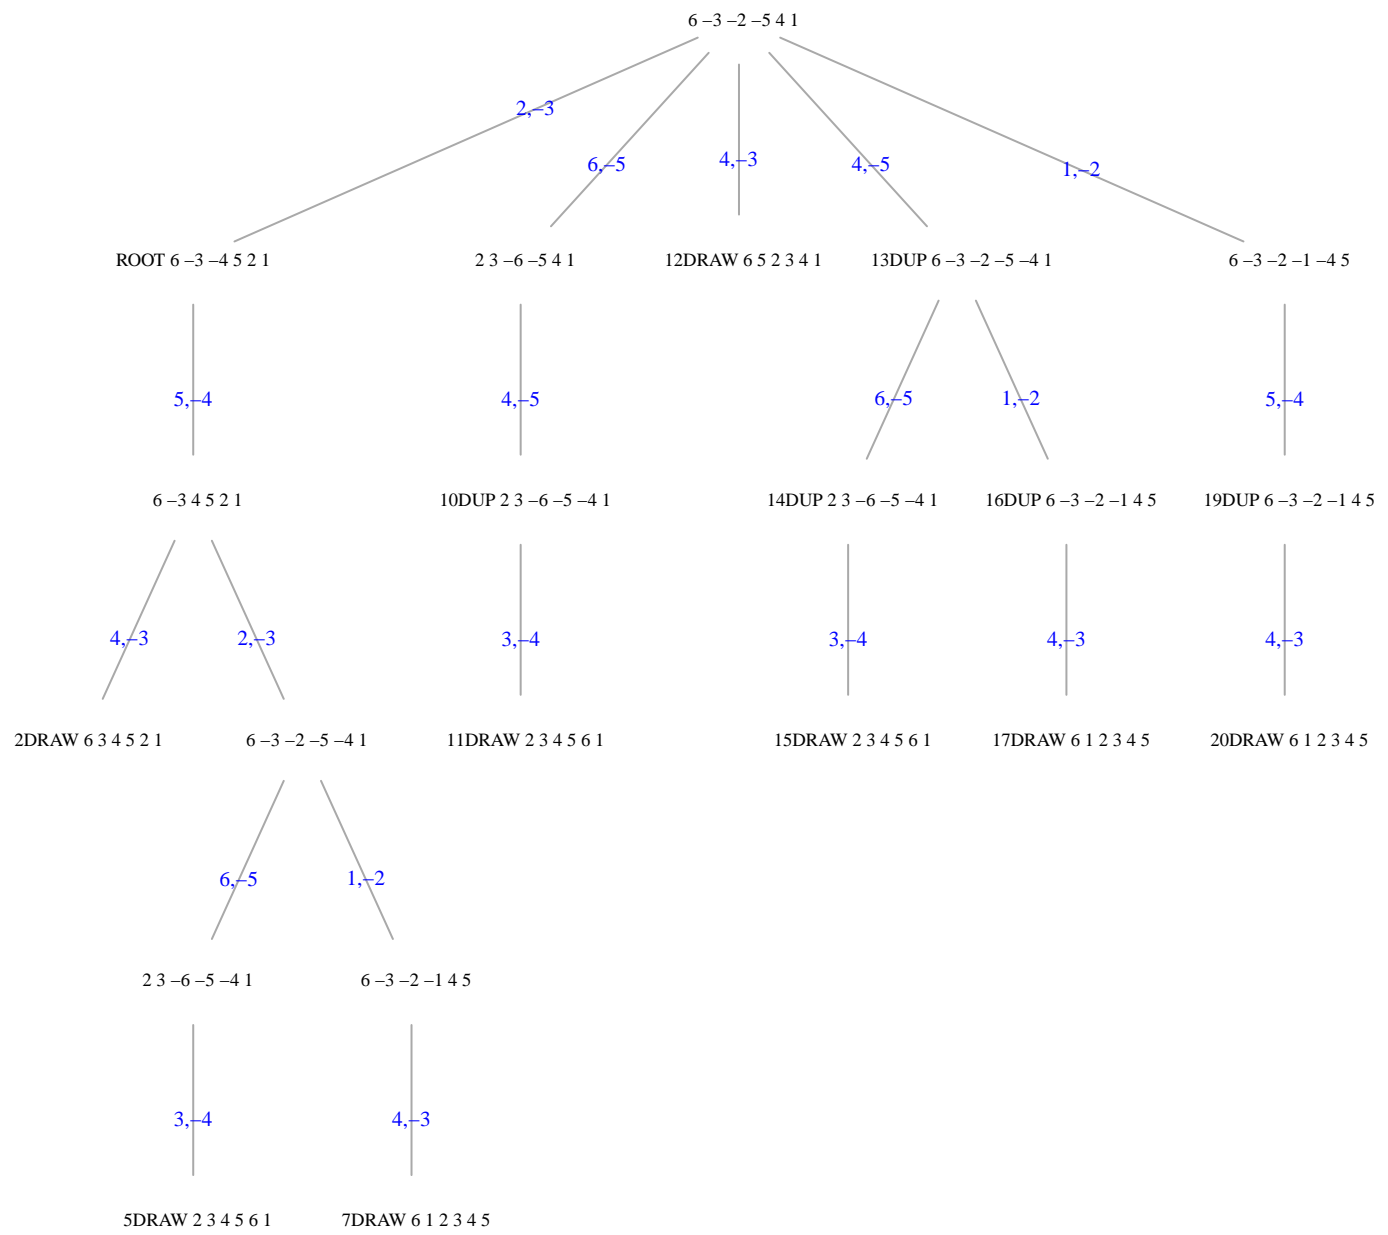 6 –3 –2 –5 4 1
2,–3
6,–5
4,–3
4,–5
1,–2
ROOT 6 –3 –4 5 2 1
2 3 –6 –5 4 1
12DRAW 6 5 2 3 4 1
13DUP 6 –3 –2 –5 –4 1
6 –3 –2 –1 –4 5
5,–4
4,–5
6,–5
1,–2
5,–4
6 –3 4 5 2 1
10DUP 2 3 –6 –5 –4 1
14DUP 2 3 –6 –5 –4 1
16DUP 6 –3 –2 –1 4 5
19DUP 6 –3 –2 –1 4 5
4,–3
2,–3
3,–4
3,–4
4,–3
4,–3
2DRAW 6 3 4 5 2 1
6 –3 –2 –5 –4 1
11DRAW 2 3 4 5 6 1
15DRAW 2 3 4 5 6 1
17DRAW 6 1 2 3 4 5
20DRAW 6 1 2 3 4 5
6,–5
1,–2
2 3 –6 –5 –4 1
6 –3 –2 –1 4 5
3,–4
4,–3
5DRAW 2 3 4 5 6 1
7DRAW 6 1 2 3 4 5